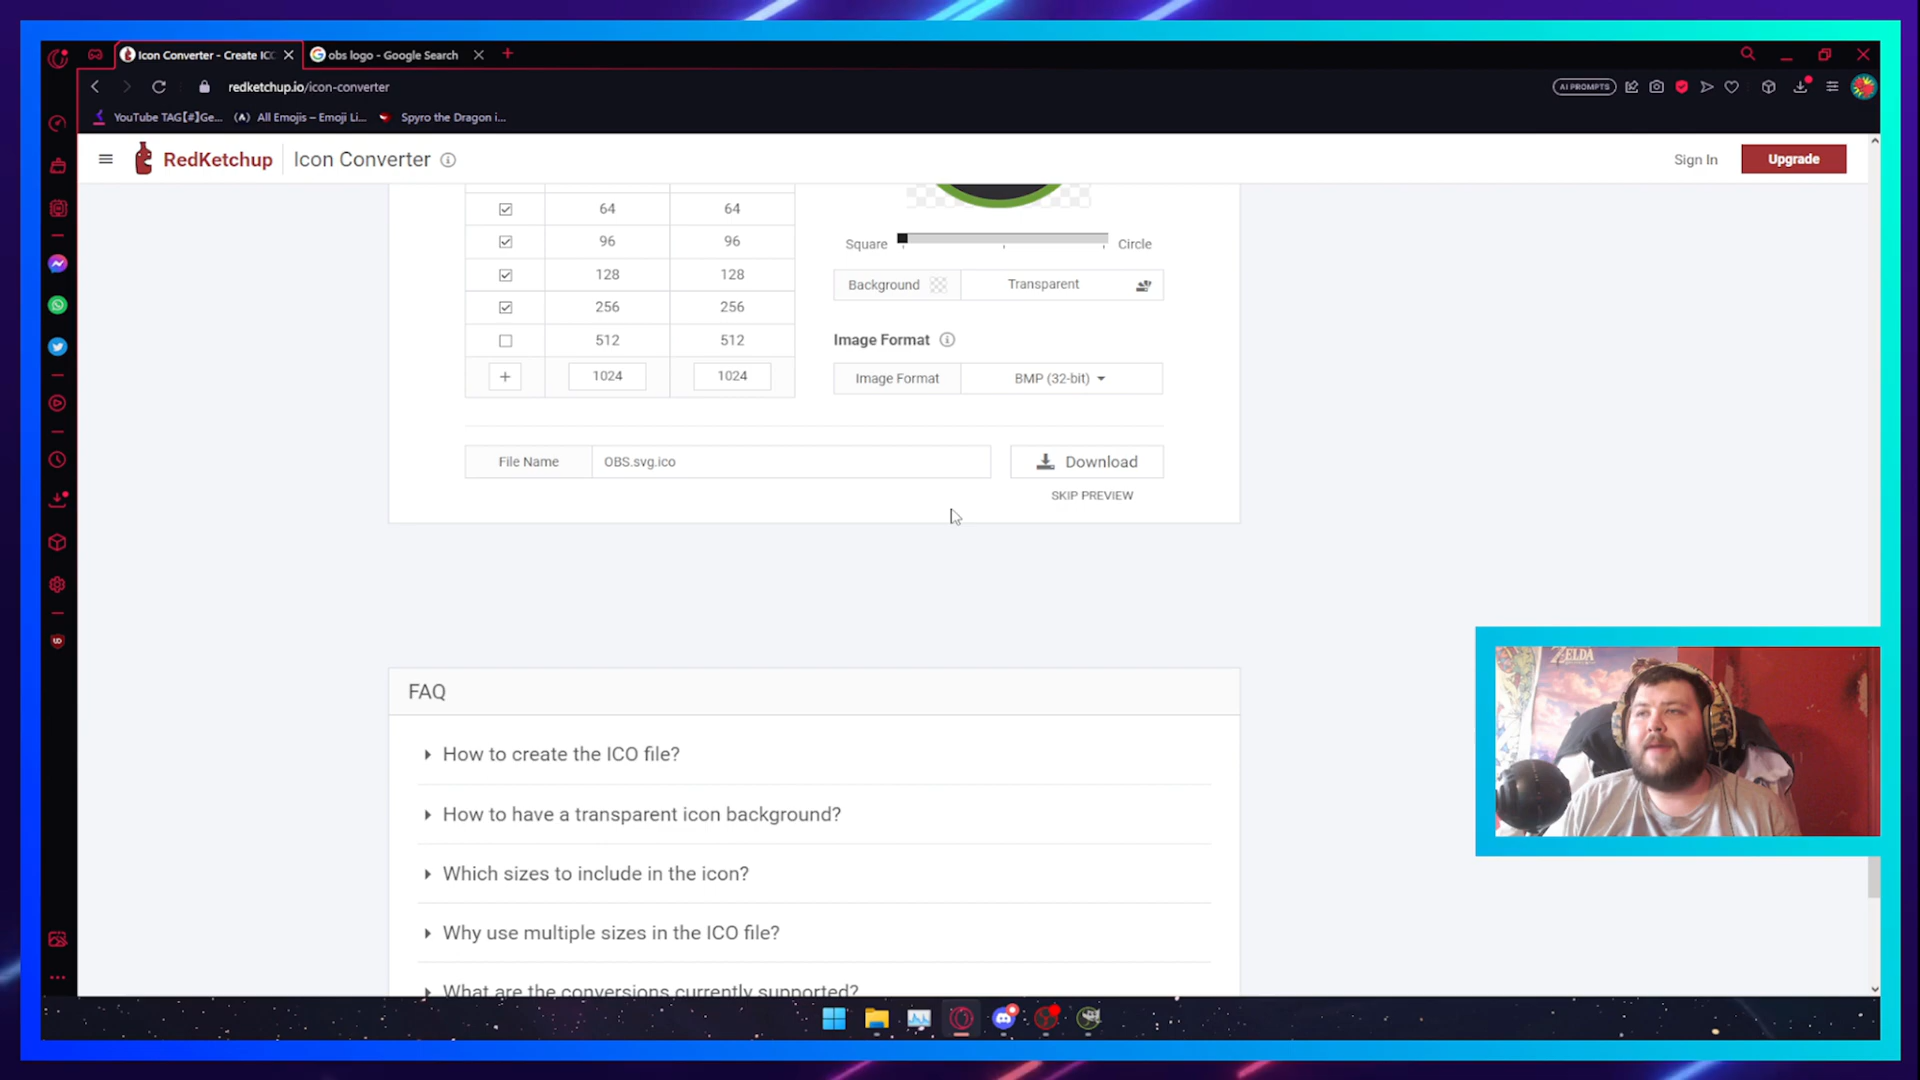 Icon Converter - Create IC
obs logo - Google Search
redketchup.io/icon-converter
AI PROMPTS
YouTube TAG[#]Ge...
All Emojis – Emoji Li...
Spyro the Dragon i...
RedKetchup
Icon Converter
Sign In
Upgrade
64 64
96 96
128 128
256 256
512 512
+ 1024 1024
Square
Circle
Background
Transparent
Image Format
Image Format
BMP (32-bit)
File Name
OBS.svg.ico
Download
SKIP PREVIEW
FAQ
How to create the ICO file?
How to have a transparent icon background?
Which sizes to include in the icon?
Why use multiple sizes in the ICO file?
What are the conversions currently supported?
ZELDA